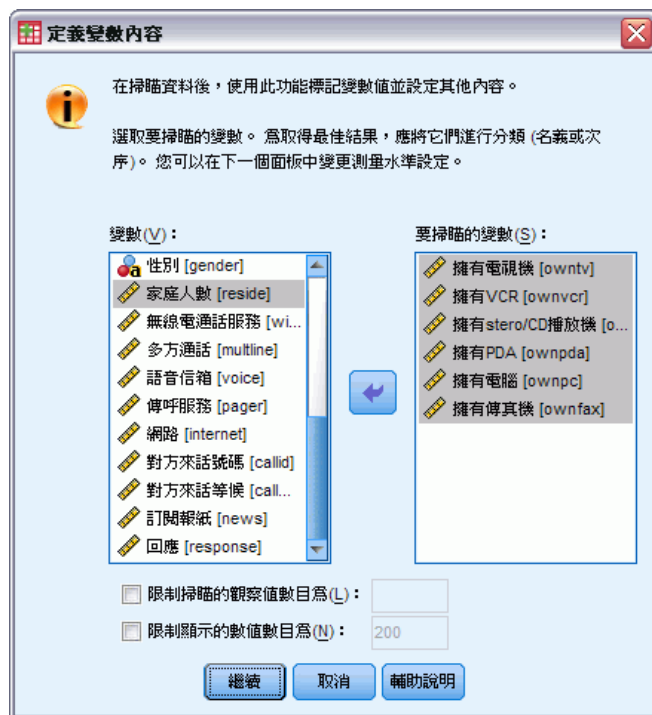 定義變數內容
在掃瞄資料後，使用此功能標記變數值並設定其他內容。
選取要掃瞄的變數。 為取得最佳結果，應將它們進行分類 (名義或次
序)。 您可以在下一個面板中變更測量水準設定。
變數(V)：
性別 [gender]
家庭人數 [reside]
無線電通話服務 [wi...
多方通話 [multline]
語音信箱 [voice]
傳呼服務 [pager]
網路 [internet]
對方來話號碼 [callid]
對方來話等候 [call...
訂閱報紙 [news]
回應 [response]
要掃瞄的變數(S)：
擁有電視機 [owntv]
擁有VCR [ownvcr]
擁有stero/CD播放機 [o...
擁有PDA [ownpda]
擁有電腦 [ownpc]
擁有傳真機 [ownfax]
限制掃瞄的觀察值數目為(L)：
限制顯示的數值數目為(N)： 200
繼續 取消 輔助說明